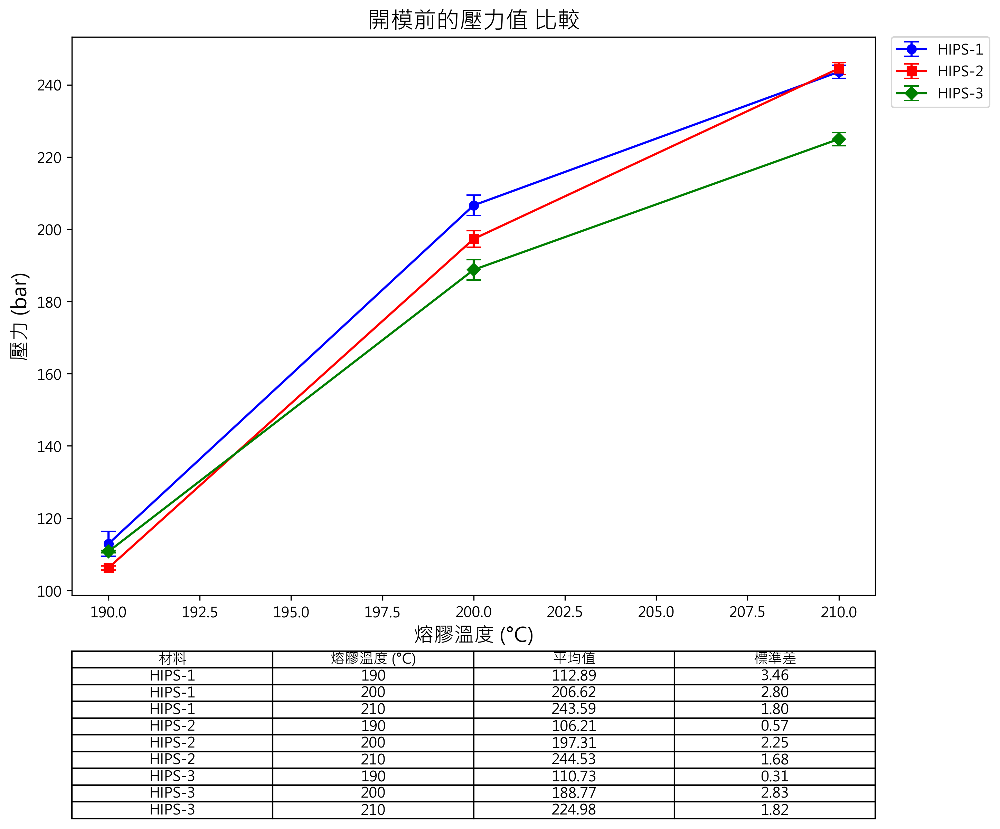 開模前的壓力值 比較
HIPS-1
HIPS-2
HIPS-3
壓力 (bar)
240
220
200
180
160
140
120
100
190.0 192.5 195.0 197.5 200.0 202.5 205.0 207.5 210.0
熔膠溫度 (°C)
材料 熔膠溫度 (°C) 平均值 標準差
HIPS-1 190 112.89 3.46
HIPS-1 200 206.62 2.80
HIPS-1 210 243.59 1.80
HIPS-2 190 106.21 0.57
HIPS-2 200 197.31 2.25
HIPS-2 210 244.53 1.68
HIPS-3 190 110.73 0.31
HIPS-3 200 188.77 2.83
HIPS-3 210 224.98 1.82